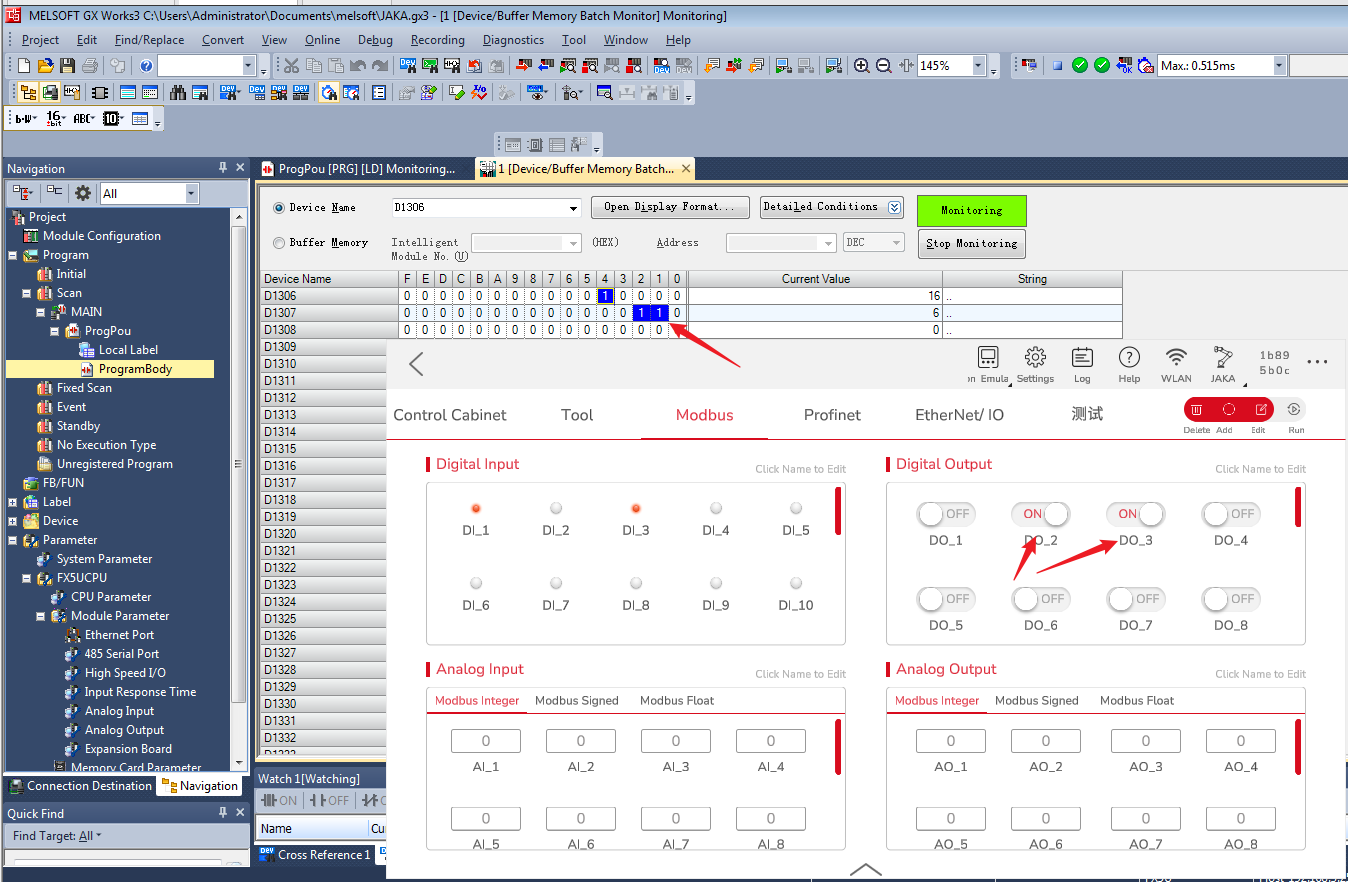 MELSOFT GX Works3 C:\Users\Administrator\Documents\melsoft\JAKA.gx3 - [1 [Device/Buffer Memory Batch Monitor] Monitoring]
Project Edit Find/Replace Convert View Online Debug Recording Diagnostics Tool Window Help
145% Max.: 0.515ms
Navigation
ProgPou [PRG] [LD] Monitoring... 1 [Device/Buffer Memory Batch...
All
Project
Module Configuration
Program
Initial
Scan
MAIN
ProgPou
Local Label
ProgramBody
Fixed Scan
Event
Standby
No Execution Type
Unregistered Program
FB/FUN
Label
Device
Parameter
System Parameter
FX5UCPU
CPU Parameter
Module Parameter
Ethernet Port
485 Serial Port
High Speed I/O
Input Response Time
Analog Input
Analog Output
Expansion Board
Memory Card Parameter
Connection Destination Navigation
Quick Find
Find Target: All
Device Name D1306 Open Display Format... Detailed Conditions Monitoring
Buffer Memory Intelligent Module No. (U) (HEX) Address DEC Stop Monitoring
Device Name F E D C B A 9 8 7 6 5 4 3 2 1 0 Current Value String
D1306 0 0 0 0 0 0 0 0 0 0 0 1 0 0 0 0 16 ..
D1307 0 0 0 0 0 0 0 0 0 0 0 0 0 1 1 0 6 ..
D1308 0 0 0 0 0 0 0 0 0 0 0 0 0 0 0 0 0 ..
D1309
D1310
D1311
D1312
D1313
D1314
D1315
D1316
D1317
D1318
D1319
D1320
D1321
D1322
D1323
D1324
D1325
D1326
D1327
D1328
D1329
D1330
D1331
D1332
Watch 1[Watching]
ON OFF
Name
Cross Reference 1
Emula Settings Log Help WLAN JAKA 1b89
5b0c
Control Cabinet Tool Modbus Profinet EtherNet/ IO 测试
Delete Add Edit Run
Digital Input Click Name to Edit
DI_1 DI_2 DI_3 DI_4 DI_5
DI_6 DI_7 DI_8 DI_9 DI_10
Digital Output Click Name to Edit
OFF ON ON OFF
DO_1 DO_2 DO_3 DO_4
OFF OFF OFF OFF
DO_5 DO_6 DO_7 DO_8
Analog Input Click Name to Edit
Modbus Integer Modbus Signed Modbus Float
0 0 0 0
AI_1 AI_2 AI_3 AI_4
0 0 0 0
AI_5 AI_6 AI_7 AI_8
Analog Output Click Name to Edit
Modbus Integer Modbus Signed Modbus Float
0 0 0 0
AO_1 AO_2 AO_3 AO_4
0 0 0 0
AO_5 AO_6 AO_7 AO_8